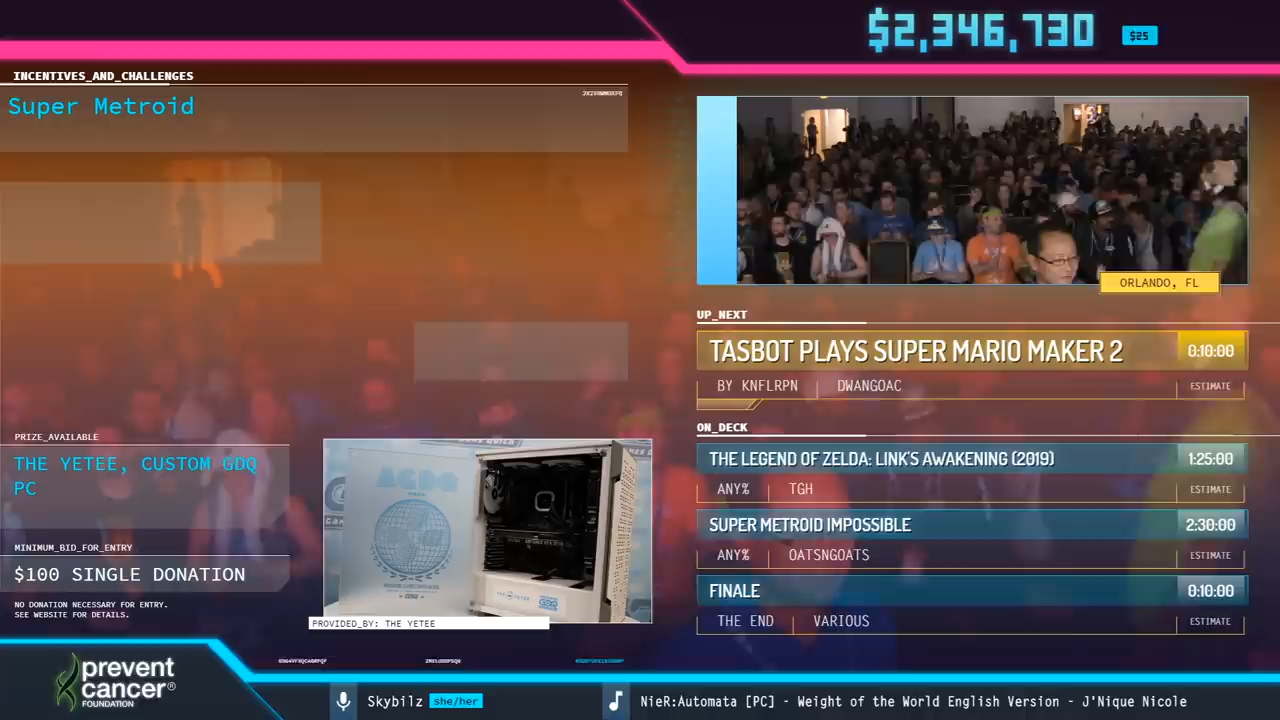 $2,346,730
$25
INCENTIVES_AND_CHALLENGES
Super Metroid
ORLANDO, FL
UP_NEXT
TASBOT PLAYS SUPER MARIO MAKER 2
0:10:00
BY KNFLRPN
DWANGOAC
ESTIMATE
ON_DECK
THE LEGEND OF ZELDA: LINK'S AWAKENING (2019)
1:25:00
ANY%
TGH
ESTIMATE
SUPER METROID IMPOSSIBLE
2:30:00
ANY%
OATSNGOATS
ESTIMATE
FINALE
0:10:00
THE END
VARIOUS
ESTIMATE
PRIZE_AVAILABLE
THE YETEE, CUSTOM GDQ
PC
MINIMUM_BID_FOR_ENTRY
$100 SINGLE DONATION
NO DONATION NECESSARY FOR ENTRY.
SEE WEBSITE FOR DETAILS.
AGDQ
PROVIDED_BY: THE YETEE
prevent
cancer®
FOUNDATION
Skybilz
she/her
NieR:Automata [PC] - Weight of the World English Version - J'Nique Nicole